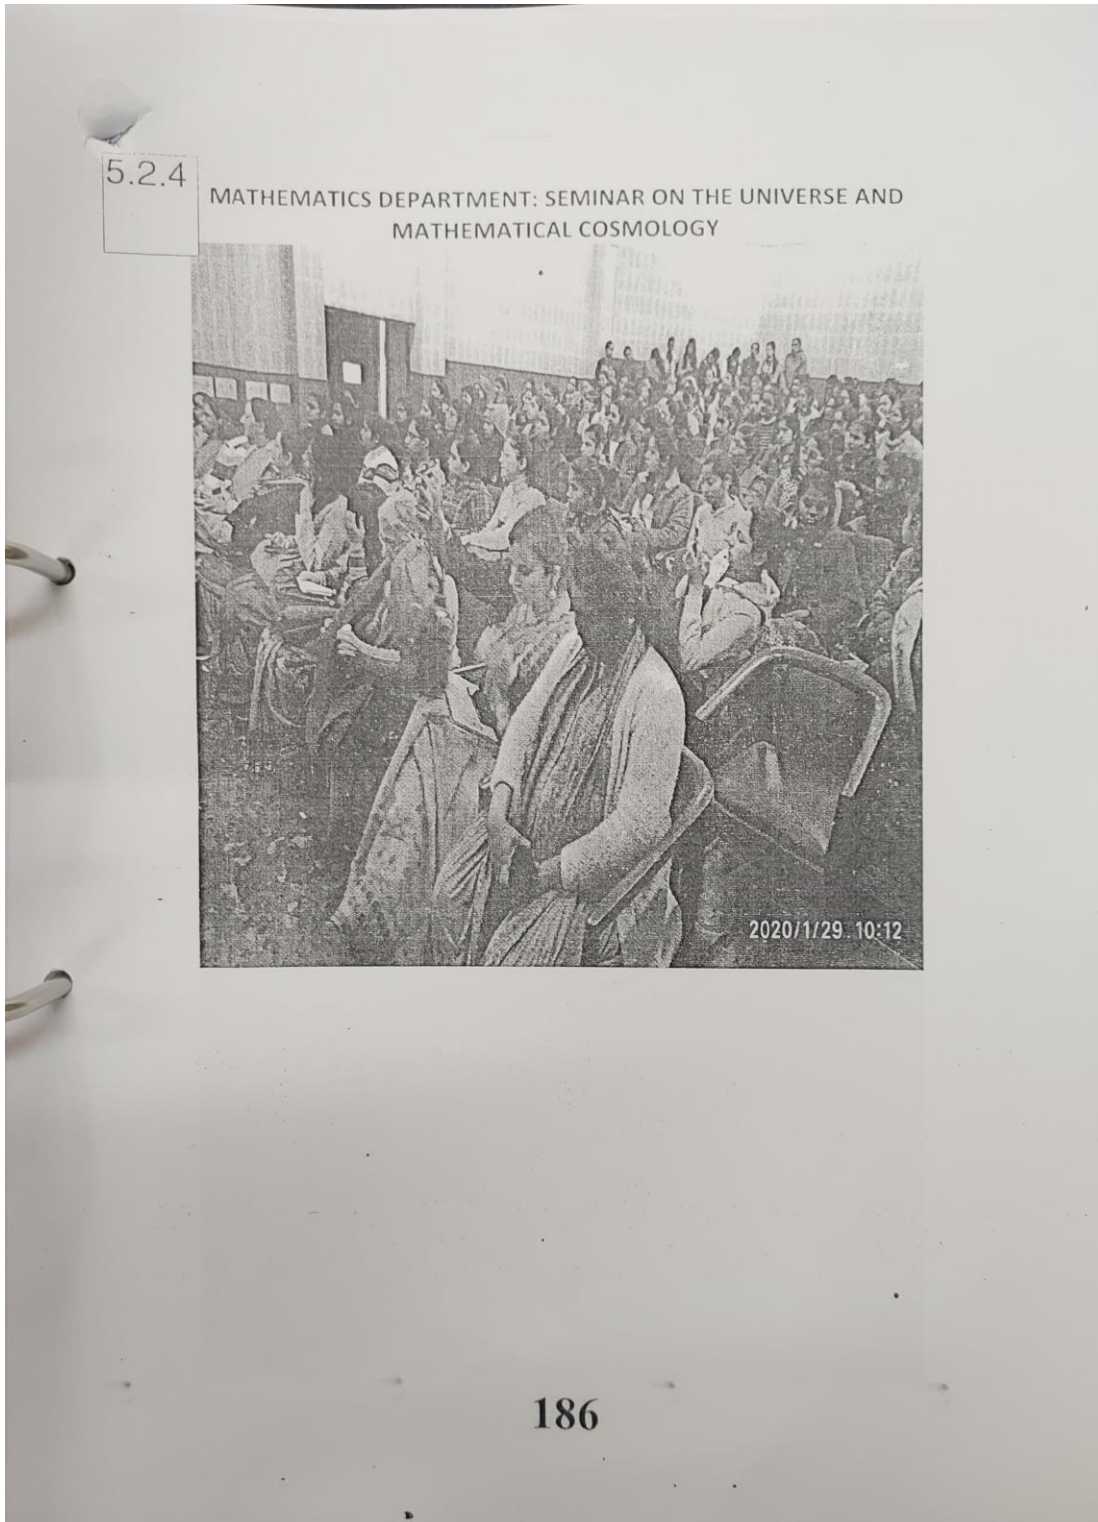 5.2.4
MATHEMATICS DEPARTMENT: SEMINAR ON THE UNIVERSE AND
MATHEMATICAL COSMOLOGY
2020/1/29 10:12
186